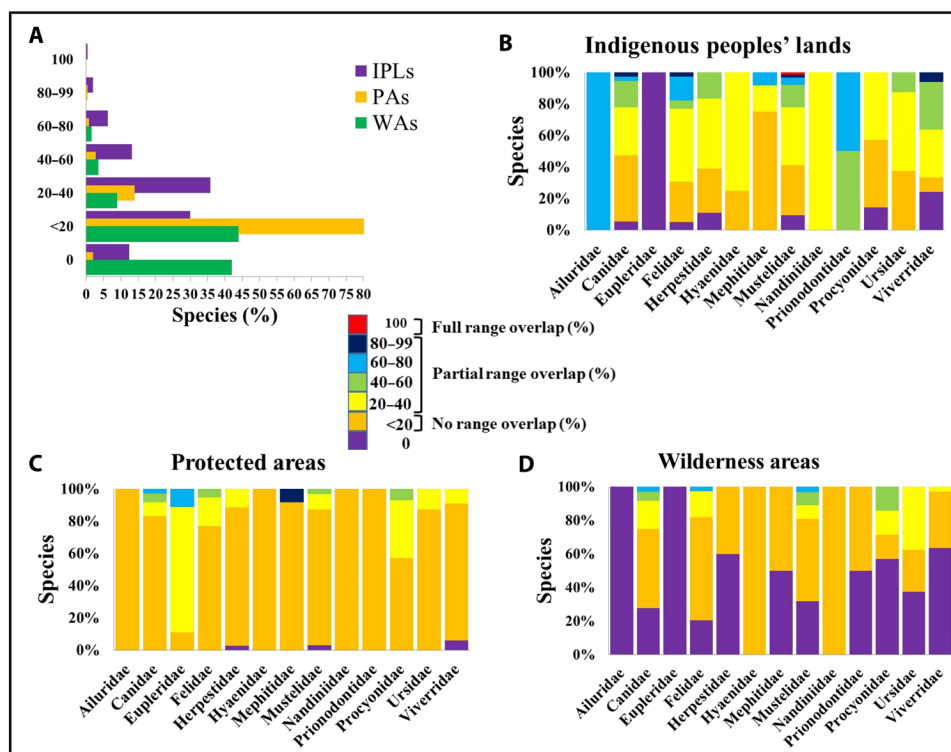 A
100
80–99
60–80
40–60
20–40
<20
0
IPLs
PAs
WAs
0 5 10 15 20 25 30 35 40 45 50 55 60 65 70 75 80
Species (%)
B
Indigenous peoples’ lands
Species
100%
80%
60%
40%
20%
0%
Ailuridae
Canidae
Eupleridae
Felidae
Herpestidae
Hyaenidae
Mephitidae
Mustelidae
Nandiniidae
Prionodontidae
Procyonidae
Ursidae
Viverridae
100 Full range overlap (%)
80–99
60–80
40–60 Partial range overlap (%)
20–40
<20 No range overlap (%)
0
C
Protected areas
Species
100%
80%
60%
40%
20%
0%
Ailuridae
Canidae
Eupleridae
Felidae
Herpestidae
Hyaenidae
Mephitidae
Mustelidae
Nandiniidae
Prionodontidae
Procyonidae
Ursidae
Viverridae
D
Wilderness areas
Species
100%
80%
60%
40%
20%
0%
Ailuridae
Canidae
Eupleridae
Felidae
Herpestidae
Hyaenidae
Mephitidae
Mustelidae
Nandiniidae
Prionodontidae
Procyonidae
Ursidae
Viverridae